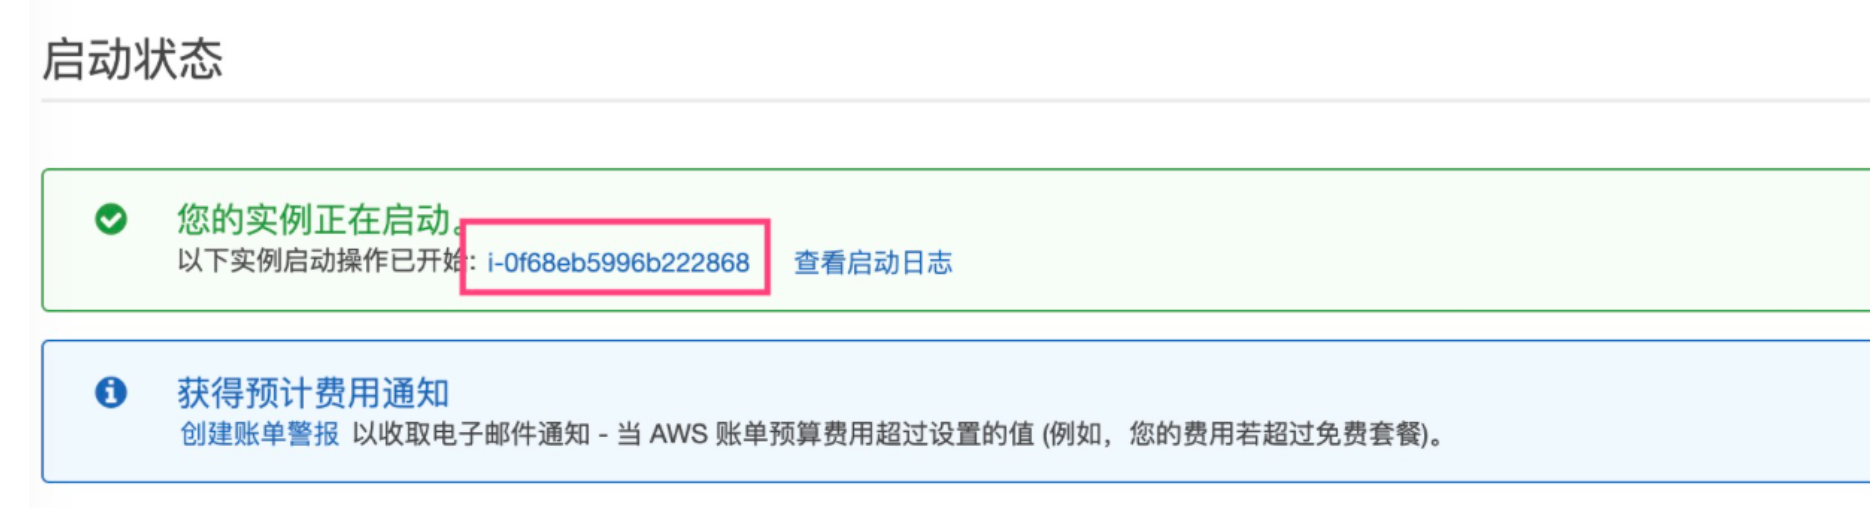 启动状态
您的实例正在启动。
以下实例启动操作已开始: i-0f68eb5996b222868 查看启动日志
获得预计费用通知
创建账单警报 以收取电子邮件通知 - 当 AWS 账单预算费用超过设置的值 (例如，您的费用若超过免费套餐)。